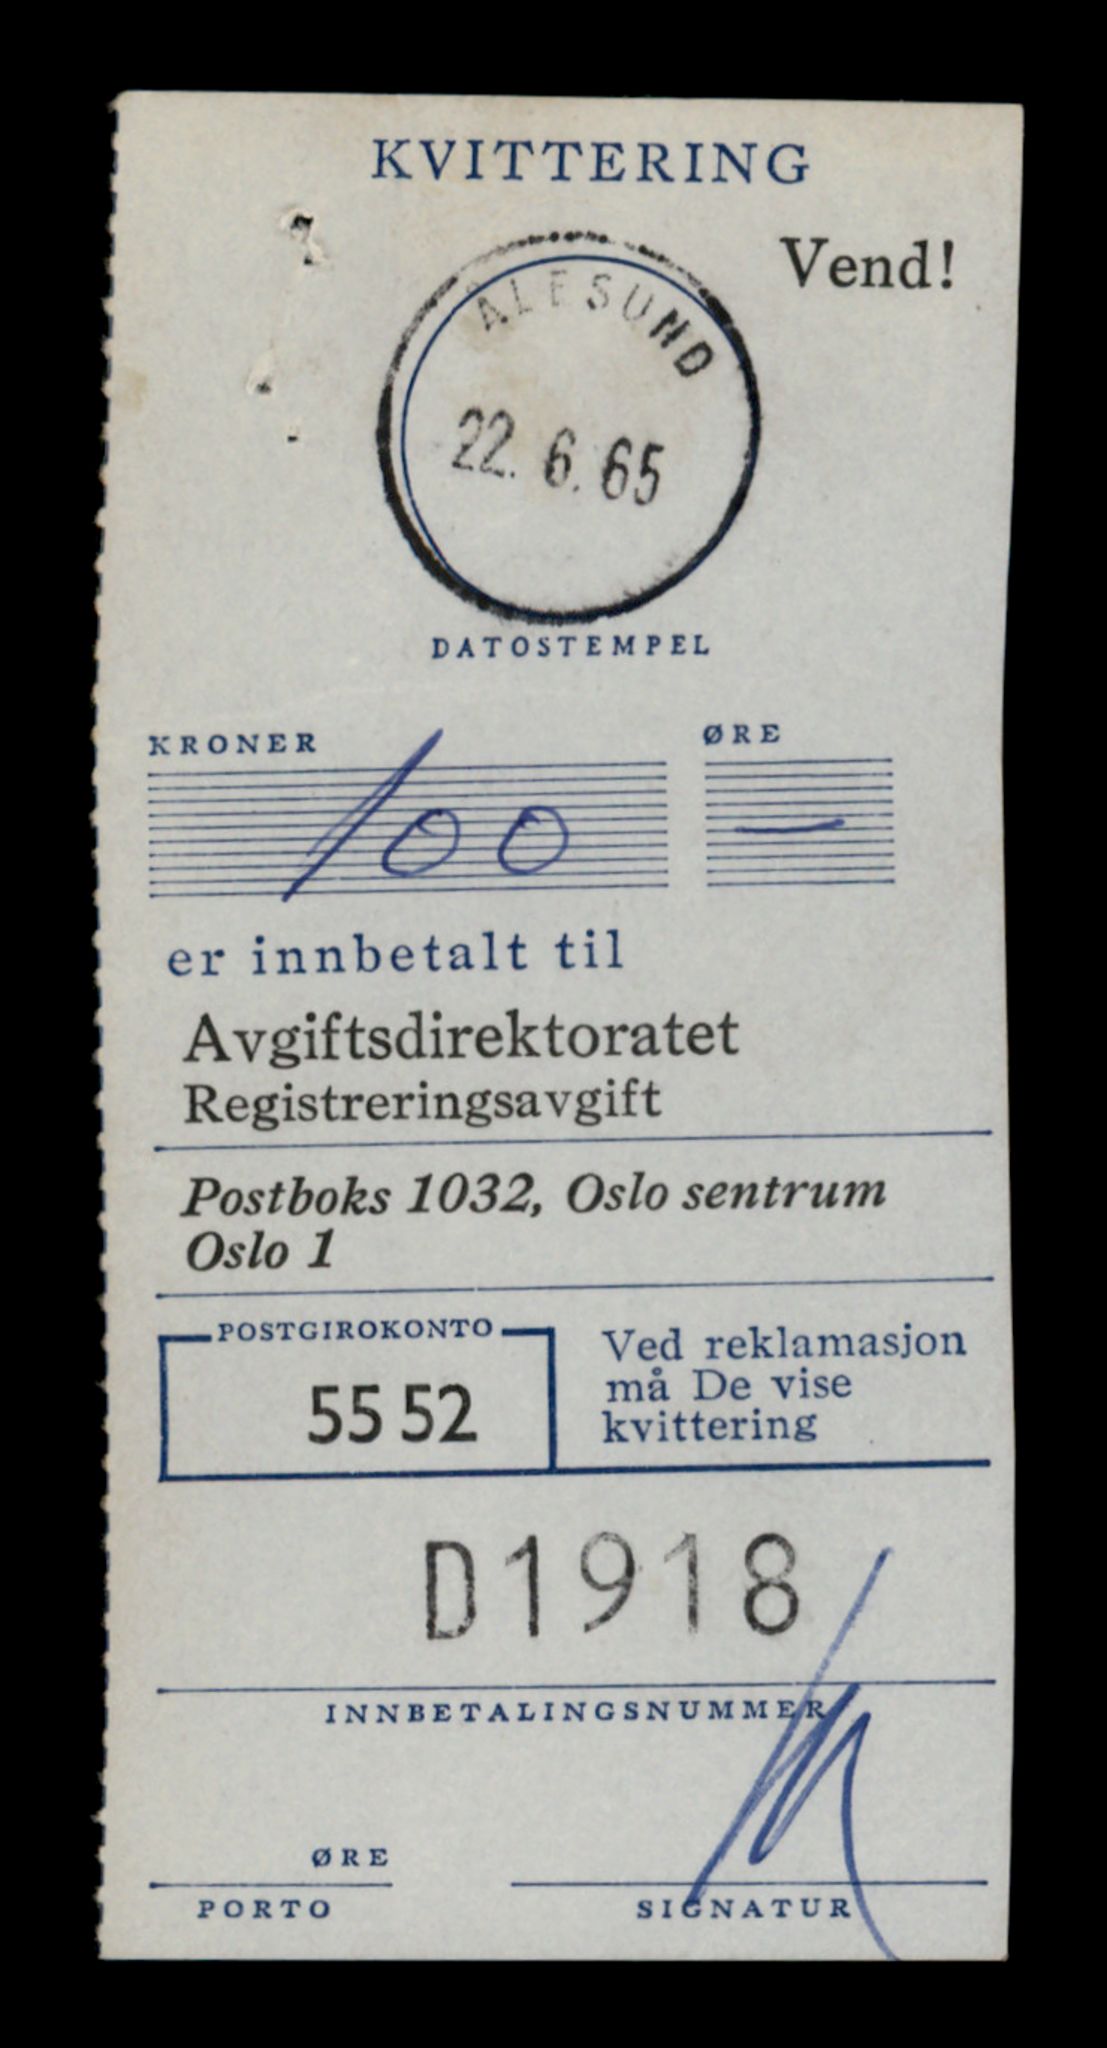 KVITTERING
Vend!
ÅLESUND
22. 6. 65
DATOSTEMPEL
KRONER ØRE
100 —
er innbetalt til
Avgiftsdirektoratet
Registreringsavgift
Postboks 1032, Oslo sentrum
Oslo 1
POSTGIROKONTO
55 52
Ved reklamasjon
må De vise
kvittering
D1918
INNBETALINGSNUMMER
ØRE
PORTO
SIGNATUR